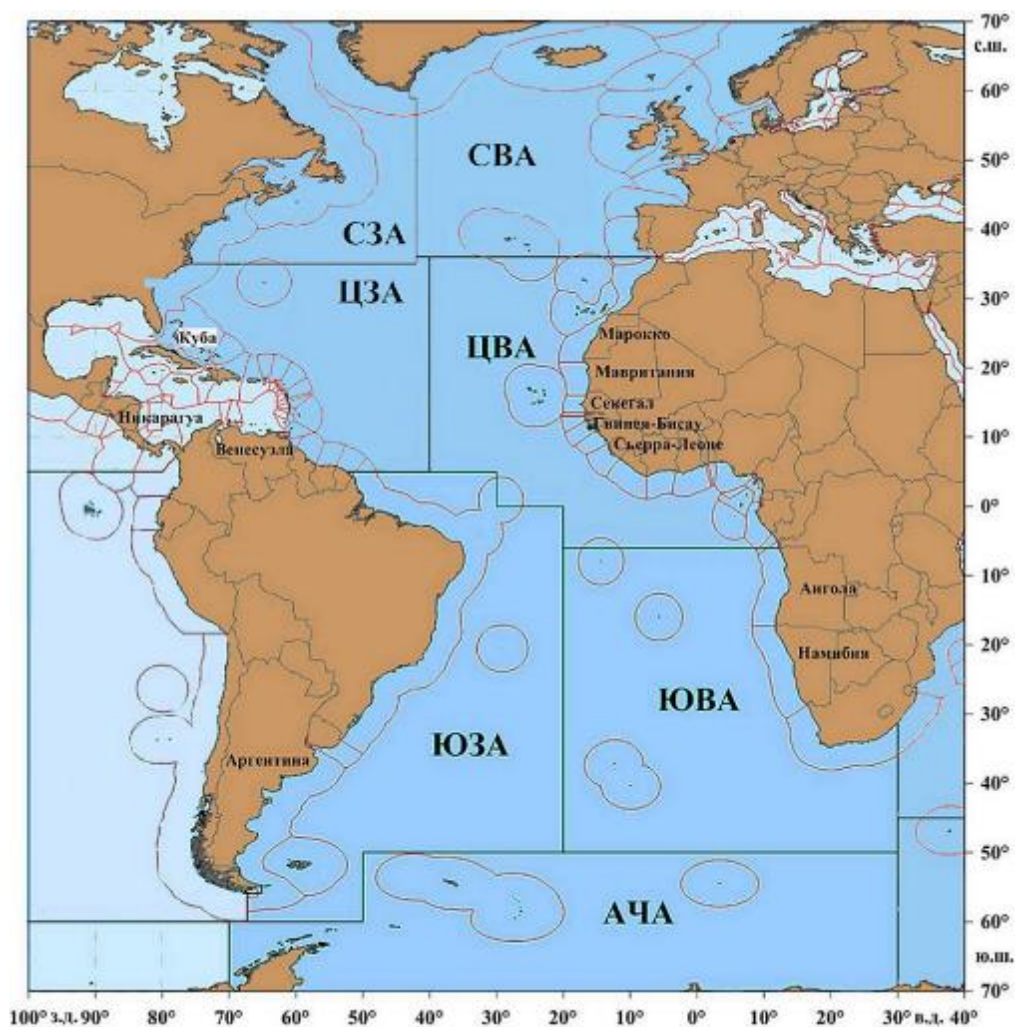 70°
с.ш.
60°
СВА
50°
СЗА
40°
ЦЗА
30°
Куба
ЦВА
Марокко
20°
Мавритания
Никарагуа
Сенегал
Гвинея-Бисау
Венесуэла
Сьерра-Леоне
10°
0°
Ангола
10°
Намибия
20°
ЮВА
ЮЗА
30°
Аргентина
40°
50°
АЧА
60°
ю.ш.
70°
100° з.д. 90° 80° 70° 60° 50° 40° 30° 20° 10° 0° 10° 20° 30° в.д. 40°